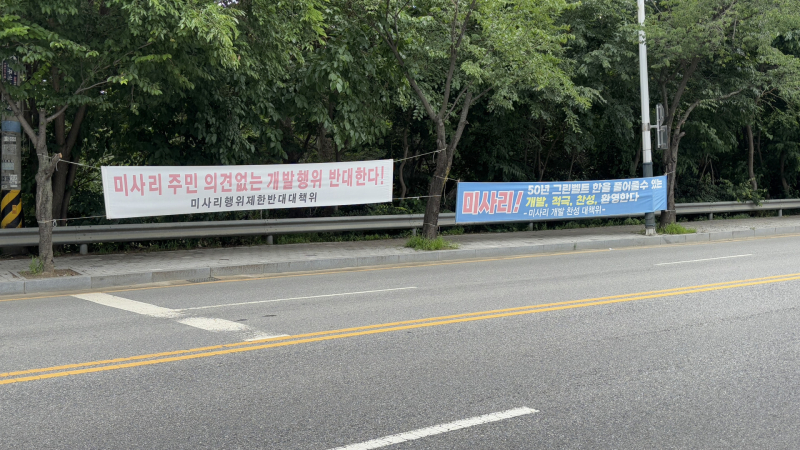 미사리 주민 의견없는 개발행위 반대한다!
미사리행위제한반대대책위
미사리!
50년 그린벨트 한을 풀어줄수 있는
개발, 적극, 찬성, 환영한다
- 미사리 개발 찬성 대책위 -